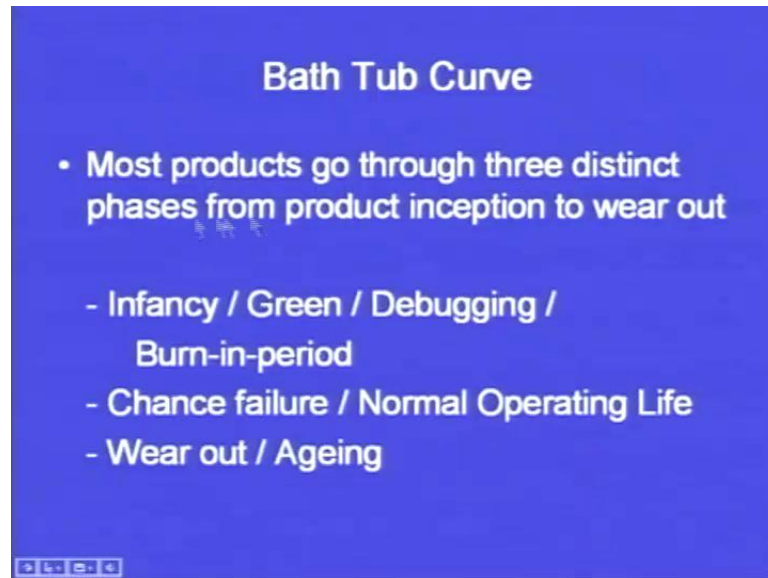 Bath Tub Curve
• Most products go through three distinct
phases from product inception to wear out
- Infancy / Green / Debugging /
Burn-in-period
- Chance failure / Normal Operating Life
- Wear out / Ageing